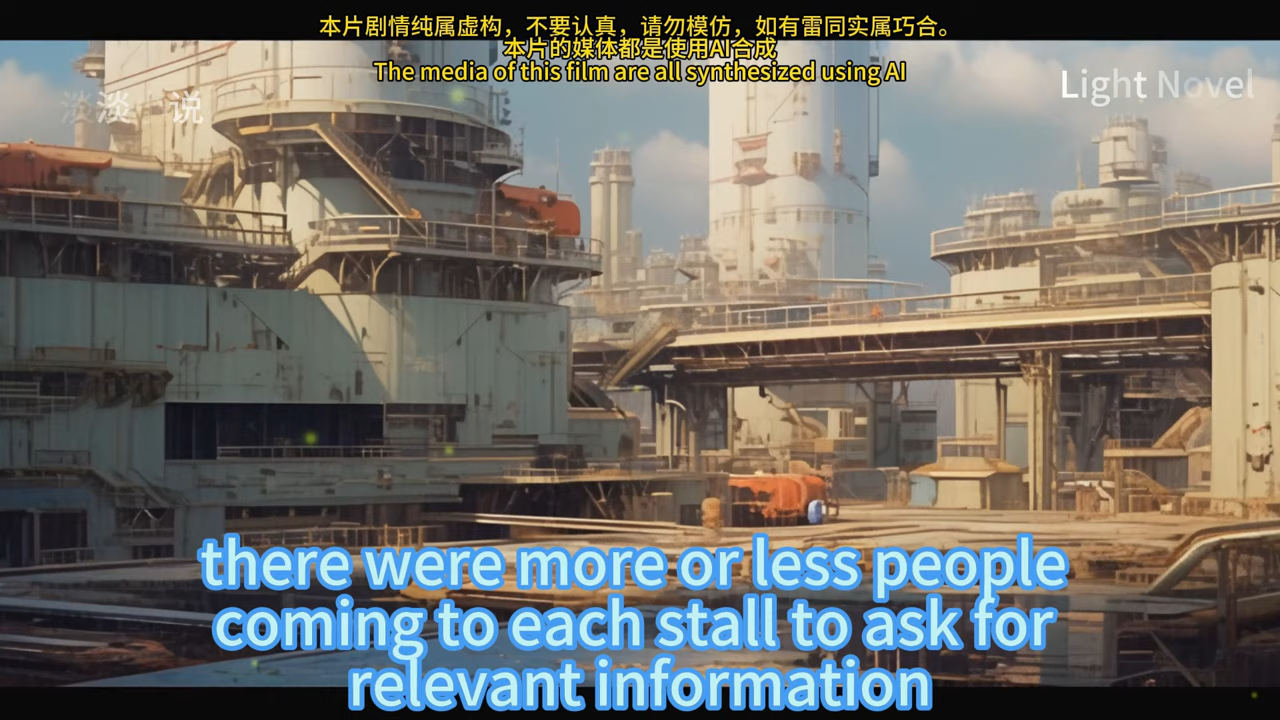 本片剧情纯属虚构，不要认真，请勿模仿，如有雷同实属巧合。
本片的媒体都是使用AI合成
The media of this film are all synthesized using AI
Light Novel
淡淡 说
there were more or less people
coming to each stall to ask for
relevant information